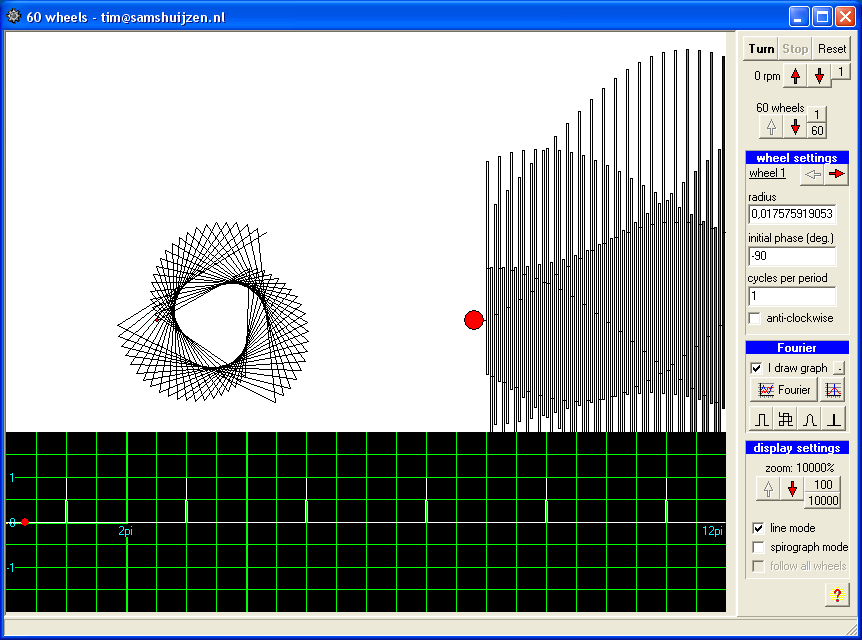 60 wheels - tim@samshuijzen.nl
Turn Stop Reset
0 rpm 1
60 wheels 1
60
wheel settings
wheel 1
radius
0,017575919053
initial phase (deg.)
-90
cycles per period
1
anti-clockwise
Fourier
I draw graph .
Fourier
display settings
zoom: 10000%
100
10000
line mode
spirograph mode
follow all wheels
?
1
0
2pi 12pi
-1